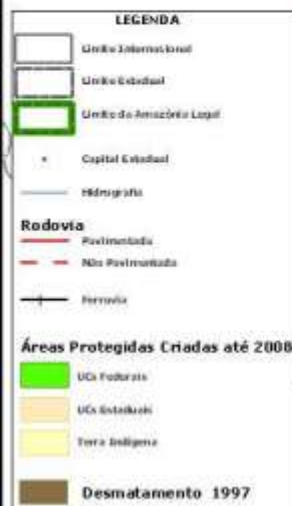 LEGENDA
Limite Internacional
Limite Estadual
Limite da Amazônia Legal
Capital Estadual
Hidrografia
Rodovia
Pavimentada
Não Pavimentada
Ferrovia
Áreas Protegidas Criadas até 2008
UCs Federais
UCs Estaduais
Terra Indígena
Desmatamento 1997